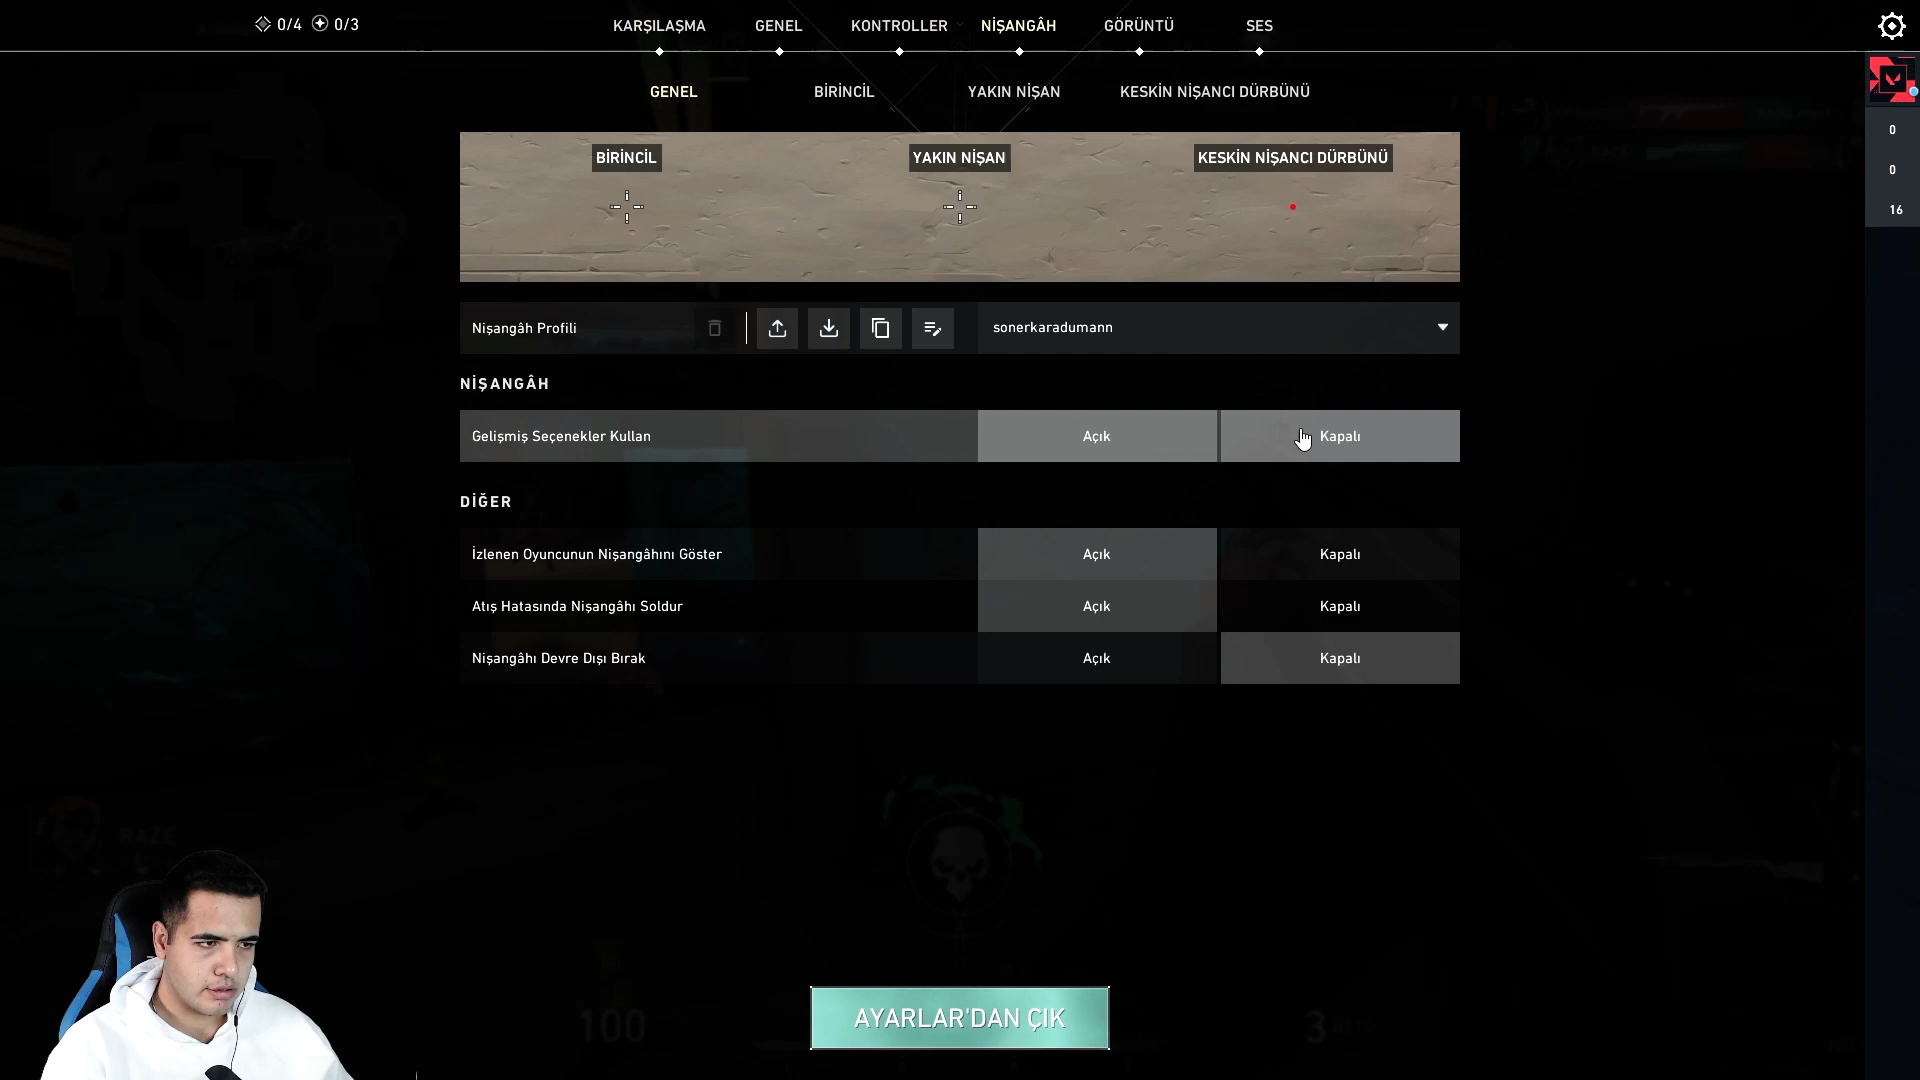 0/4 0/3
KARŞILAŞMA GENEL KONTROLLER NİŞANGÂH GÖRÜNTÜ SES
GENEL BİRİNCİL YAKIN NİŞAN KESKİN NİŞANCI DÜRBÜNÜ
BİRİNCİL YAKIN NİŞAN KESKİN NİŞANCI DÜRBÜNÜ
0
0
16
Nişangâh Profili sonerkaradumann
NİŞANGÂH
Gelişmiş Seçenekler Kullan Açık Kapalı
DİĞER
İzlenen Oyuncunun Nişangâhını Göster Açık Kapalı
Atış Hatasında Nişangâhı Soldur Açık Kapalı
Nişangâhı Devre Dışı Bırak Açık Kapalı
RAZE
100
3
AYARLAR'DAN ÇIK